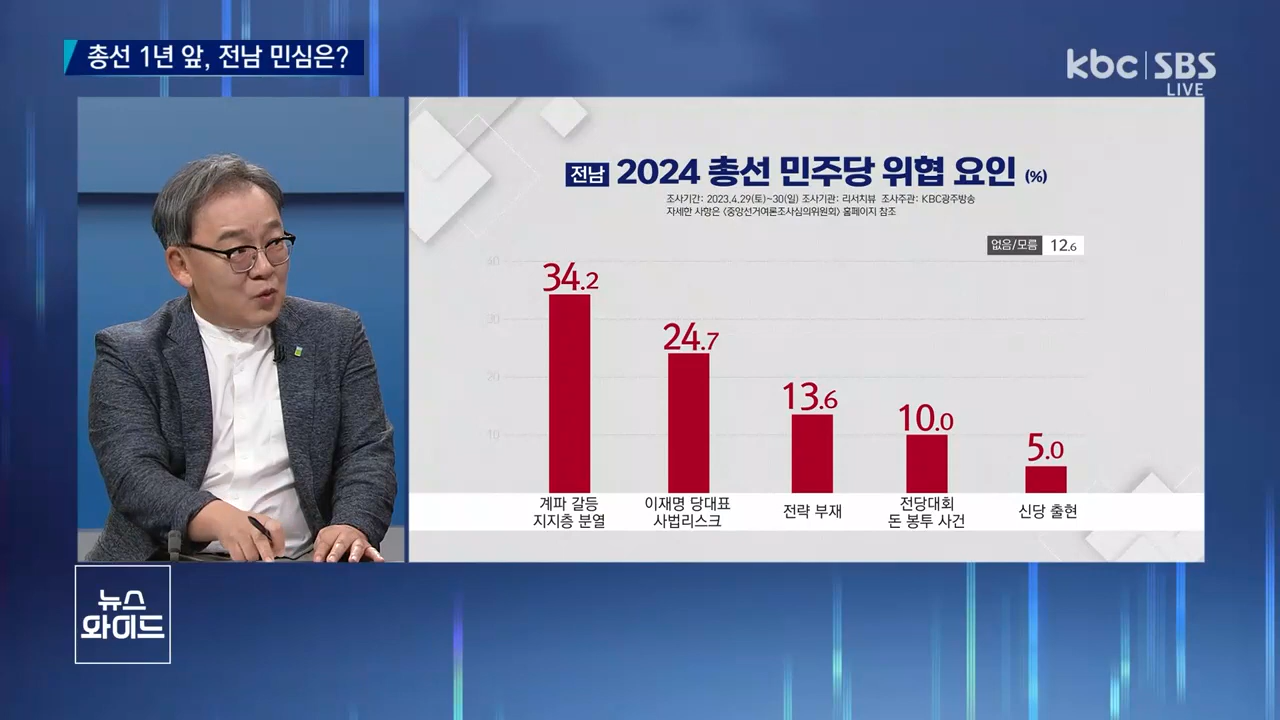 총선 1년 앞, 전남 민심은?
kbc SBS
LIVE
전남 2024 총선 민주당 위협 요인 (%)
조사기간: 2023.4.29(토)~30(일) 조사기관: 리서치뷰 조사주관: KBC광주방송
자세한 사항은 <중앙선거여론조사심의위원회> 홈페이지 참조
없음/모름 12.6
40
30
20
10
34.2
24.7
13.6
10.0
5.0
계파 갈등
지지층 분열
이재명 당대표
사법리스크
전략 부재
전당대회
돈 봉투 사건
신당 출현
뉴스
와이드